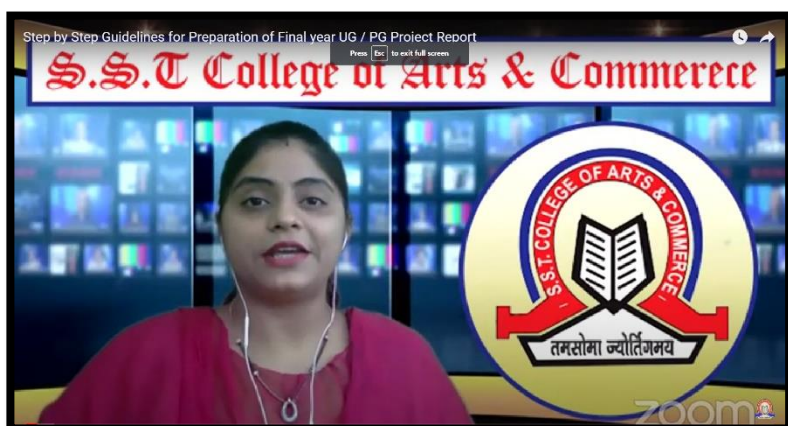 Step by Step Guidelines for Preparation of Final year UG / PG Project Report
Press Esc to exit full screen
S.S.T College of Arts & Commerece
S.S.T. COLLEGE OF ARTS & COMMERCE
तमसोमा ज्योर्तिगमय
zoom